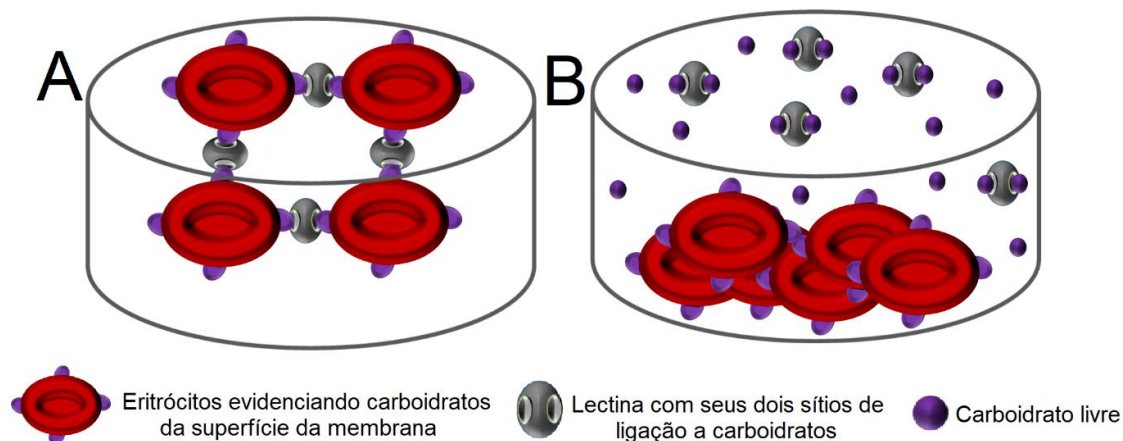 A
B
Eritrócitos evidenciando carboidratos
da superfície da membrana
Lectina com seus dois sítios de
ligação a carboidratos
Carboidrato livre